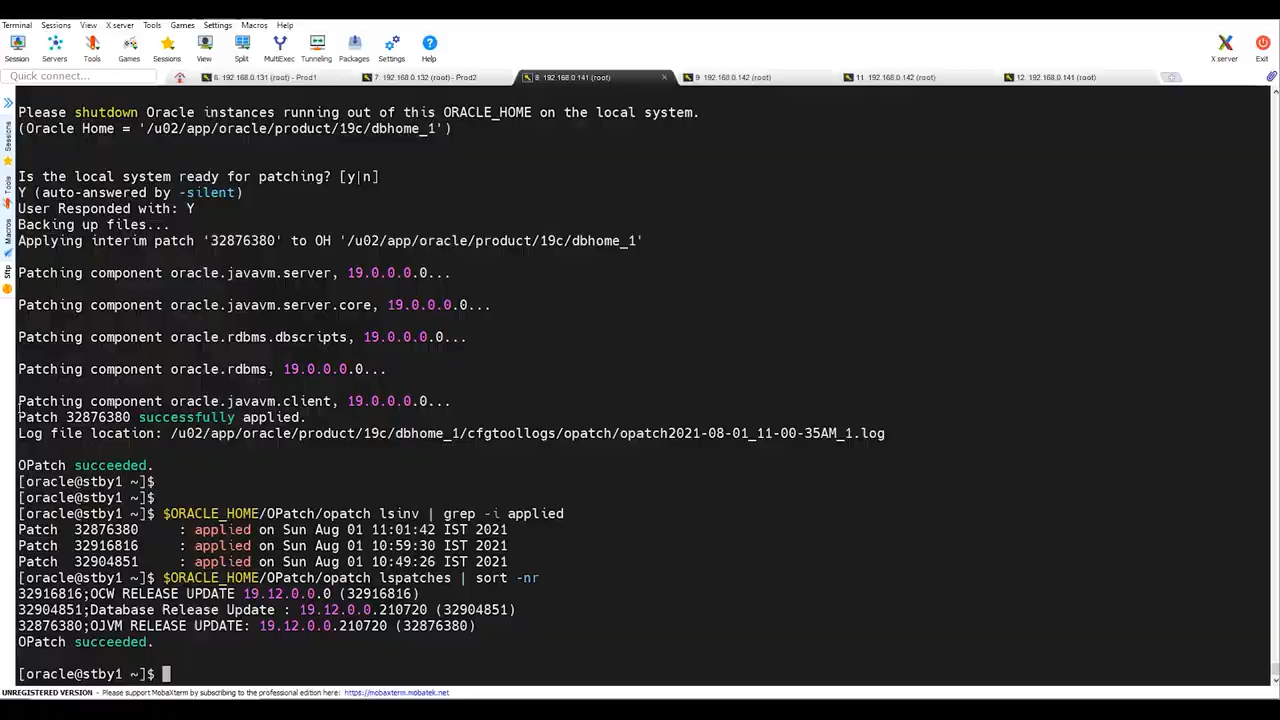 Terminal Sessions View X server Tools Games Settings Macros Help
Session Servers Tools Games Sessions View Split MultiExec Tunneling Packages Settings Help X server Exit
Quick connect... 6. 192.168.0.131 (root) - Prod1 7. 192.168.0.132 (root) - Prod2 8. 192.168.0.141 (root) 9. 192.168.0.142 (root) 11. 192.168.0.142 (root) 12. 192.168.0.141 (root)
Sessions
Tools
Macros
Sftp
Please shutdown Oracle instances running out of this ORACLE_HOME on the local system.
(Oracle Home = '/u02/app/oracle/product/19c/dbhome_1')
Is the local system ready for patching? [y|n]
Y (auto-answered by -silent)
User Responded with: Y
Backing up files...
Applying interim patch '32876380' to OH '/u02/app/oracle/product/19c/dbhome_1'
Patching component oracle.javavm.server, 19.0.0.0.0...
Patching component oracle.javavm.server.core, 19.0.0.0.0...
Patching component oracle.rdbms.dbscripts, 19.0.0.0.0...
Patching component oracle.rdbms, 19.0.0.0.0...
Patching component oracle.javavm.client, 19.0.0.0.0...
Patch 32876380 successfully applied.
Log file location: /u02/app/oracle/product/19c/dbhome_1/cfgtoollogs/opatch/opatch2021-08-01_11-00-35AM_1.log
OPatch succeeded.
[oracle@stby1 ~]$
[oracle@stby1 ~]$
[oracle@stby1 ~]$ $ORACLE_HOME/OPatch/opatch lsinv | grep -i applied
Patch 32876380 : applied on Sun Aug 01 11:01:42 IST 2021
Patch 32916816 : applied on Sun Aug 01 10:59:30 IST 2021
Patch 32904851 : applied on Sun Aug 01 10:49:26 IST 2021
[oracle@stby1 ~]$ $ORACLE_HOME/OPatch/opatch lspatches | sort -nr
32916816;OCW RELEASE UPDATE 19.12.0.0.0 (32916816)
32904851;Database Release Update : 19.12.0.0.210720 (32904851)
32876380;OJVM RELEASE UPDATE: 19.12.0.0.210720 (32876380)
OPatch succeeded.
[oracle@stby1 ~]$
UNREGISTERED VERSION - Please support MobaXterm by subscribing to the professional edition here: https://mobaxterm.mobatek.net